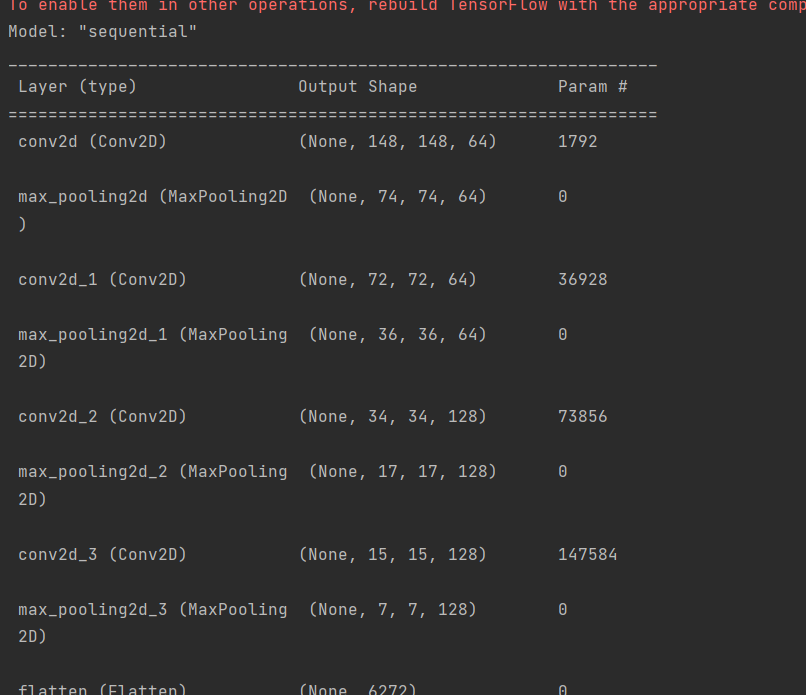 To enable them in other operations, rebuild TensorFlow with the appropriate comp
Model: "sequential"
_________________________________________________________________
Layer (type) Output Shape Param #
=================================================================
conv2d (Conv2D) (None, 148, 148, 64) 1792
max_pooling2d (MaxPooling2D (None, 74, 74, 64) 0
)
conv2d_1 (Conv2D) (None, 72, 72, 64) 36928
max_pooling2d_1 (MaxPooling (None, 36, 36, 64) 0
2D)
conv2d_2 (Conv2D) (None, 34, 34, 128) 73856
max_pooling2d_2 (MaxPooling (None, 17, 17, 128) 0
2D)
conv2d_3 (Conv2D) (None, 15, 15, 128) 147584
max_pooling2d_3 (MaxPooling (None, 7, 7, 128) 0
2D)
flatten (Flatten) (None, 6272) 0